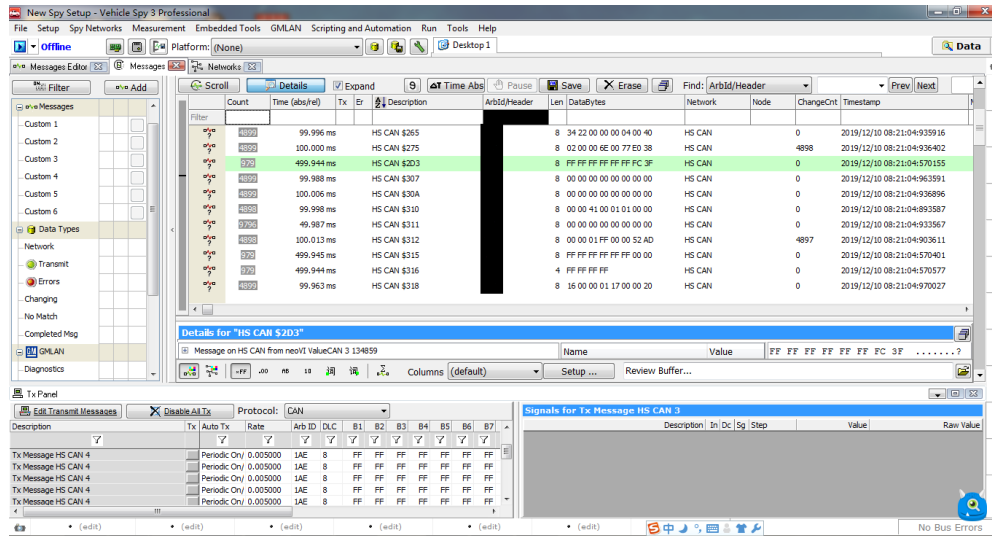 New Spy Setup - Vehicle Spy 3 Professional
File Setup Spy Networks Measurement Embedded Tools GMLAN Scripting and Automation Run Tools Help
Offline Platform: (None) Desktop 1 Data
Messages Editor Messages Networks
Filter Add Scroll Details Expand 9 ΔT Time Abs Pause Save Erase Find: ArbId/Header Prev Next
Count Time (abs/rel) Tx Er Description ArbId/Header Len DataBytes Network Node ChangeCnt Timestamp
Filter
Messages
Custom 1
Custom 2
Custom 3
Custom 4
Custom 5
Custom 6
Data Types
Network
Transmit
Errors
Changing
No Match
Completed Msg
GMLAN
Diagnostics
4899 99.996 ms HS CAN $265 8 34 22 00 00 00 04 00 40 HS CAN 0 2019/12/10 08:21:04:935916
4899 100.000 ms HS CAN $275 8 02 00 00 6E 00 77 E0 38 HS CAN 4898 2019/12/10 08:21:04:936402
979 499.944 ms HS CAN $2D3 8 FF FF FF FF FF FF FC 3F HS CAN 0 2019/12/10 08:21:04:570155
4899 99.988 ms HS CAN $307 8 00 00 00 00 00 00 00 00 HS CAN 0 2019/12/10 08:21:04:963591
4899 100.006 ms HS CAN $30A 8 00 00 00 00 00 00 00 00 HS CAN 0 2019/12/10 08:21:04:936896
4898 99.998 ms HS CAN $310 8 00 00 41 00 01 01 00 00 HS CAN 0 2019/12/10 08:21:04:893587
9796 49.987 ms HS CAN $311 8 00 00 00 00 00 00 00 00 HS CAN 0 2019/12/10 08:21:04:933567
4898 100.013 ms HS CAN $312 8 00 00 01 FF 00 00 52 AD HS CAN 4897 2019/12/10 08:21:04:903611
979 499.945 ms HS CAN $315 8 FF FF FF FF FF FF 00 00 HS CAN 0 2019/12/10 08:21:04:570401
979 499.944 ms HS CAN $316 4 FF FF FF FF HS CAN 0 2019/12/10 08:21:04:570577
4899 99.963 ms HS CAN $318 8 16 00 00 01 17 00 00 20 HS CAN 0 2019/12/10 08:21:04:970027
Details for "HS CAN $2D3"
Message on HS CAN from neoVI ValueCAN 3 134859 Name Value FF FF FF FF FF FF FC 3F .......?
=FF .00 Columns (default) Setup ... Review Buffer...
Tx Panel
Edit Transmit Messages Disable All Tx Protocol: CAN Signals for Tx Message HS CAN 3
Description Tx Auto Tx Rate Arb ID DLC B1 B2 B3 B4 B5 B6 B7 Description In Dc Sg Step Value Raw Value
Tx Message HS CAN 4 Periodic On/ 0.005000 1AE 8 FF FF FF FF FF FF FF
Tx Message HS CAN 4 Periodic On/ 0.005000 1AE 8 FF FF FF FF FF FF FF
Tx Message HS CAN 4 Periodic On/ 0.005000 1AE 8 FF FF FF FF FF FF FF
Tx Message HS CAN 4 Periodic On/ 0.005000 1AE 8 FF FF FF FF FF FF FF
(edit) (edit) (edit) (edit) (edit) (edit) 中 No Bus Errors